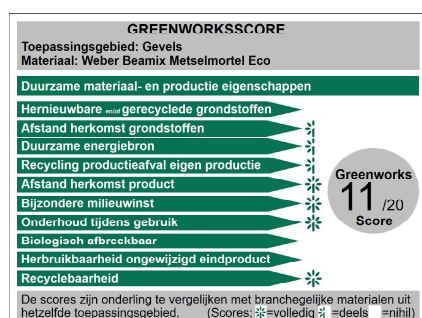 GREENWORKSSCORE
Toepassingsgebied: Gevels
Materiaal: Weber Beamix Metselmortel Eco
Duurzame materiaal- en productie eigenschappen
Hernieuwbare en/of gerecyclede grondstoffen
Afstand herkomst grondstoffen
Duurzame energiebron
Recycling productieafval eigen productie
Afstand herkomst product
Bijzondere milieuwinst
Onderhoud tijdens gebruik
Biologisch afbreekbaar
Herbruikbaarheid ongewijzigd eindproduct
Recyclebaarheid
Greenworks
11/20
Score
De scores zijn onderling te vergelijken met branchegelijke materialen uit
hetzelfde toepassingsgebied. (Scores: =volledig =deels =nihil)